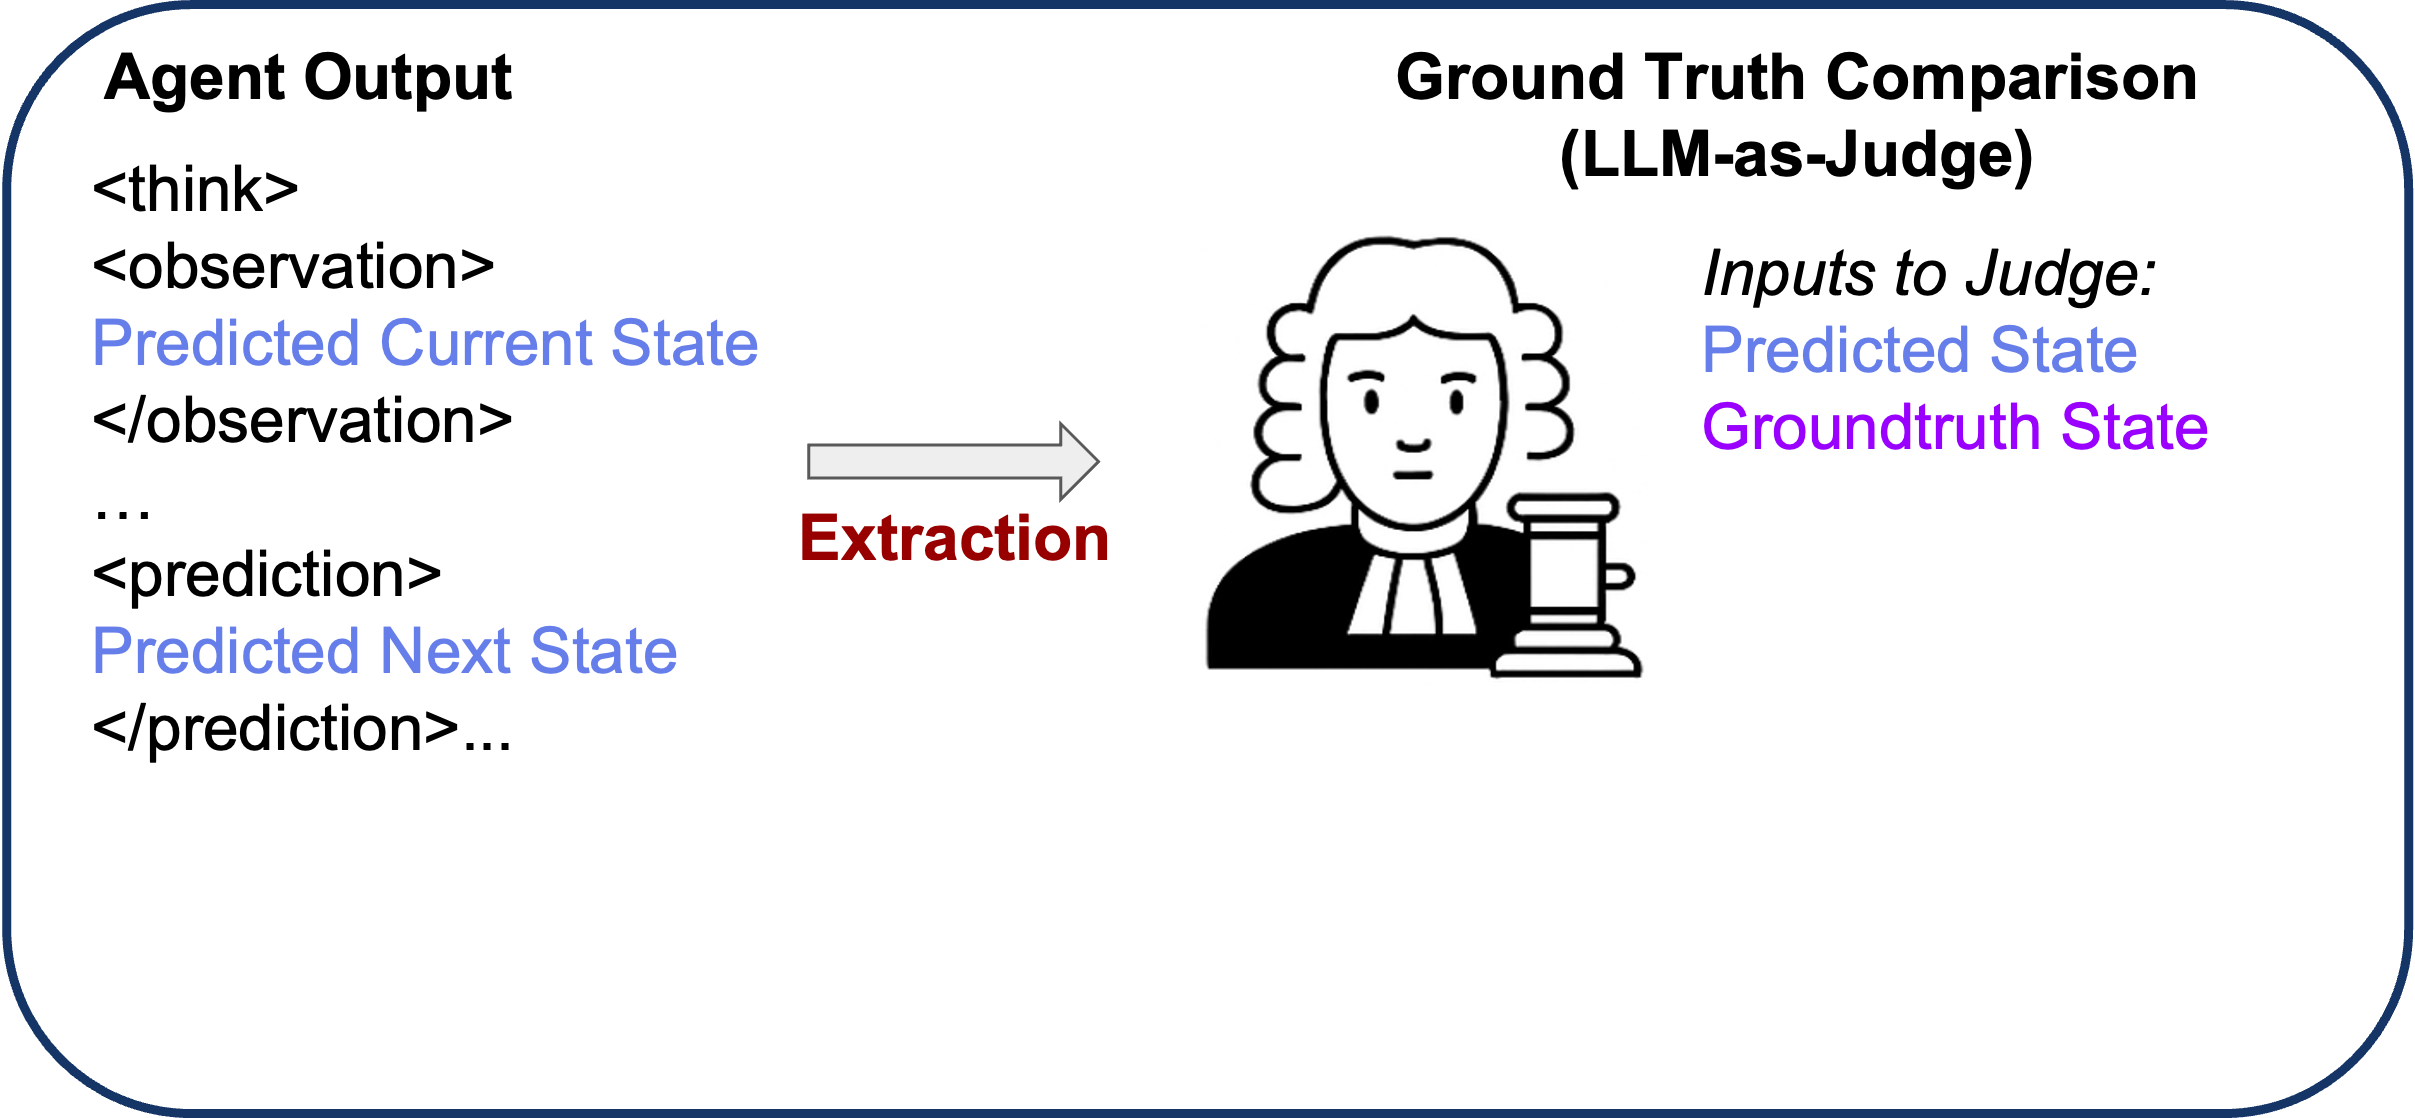 Agent Output
<think>
<observation>
Predicted Current State
</observation>
...
<prediction>
Predicted Next State
</prediction>...
Extraction
Ground Truth Comparison
(LLM-as-Judge)
Inputs to Judge:
Predicted State
Groundtruth State